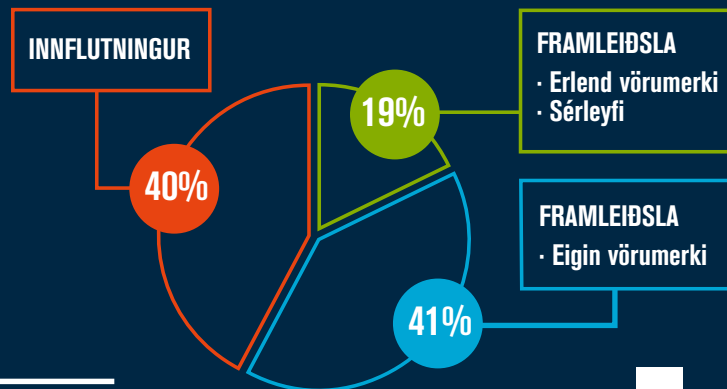 INNFLUTNINGUR
40%
19%
FRAMLEIÐSLA
· Erlend vörumerki
· Sérleyfi
41%
FRAMLEIÐSLA
· Eigin vörumerki